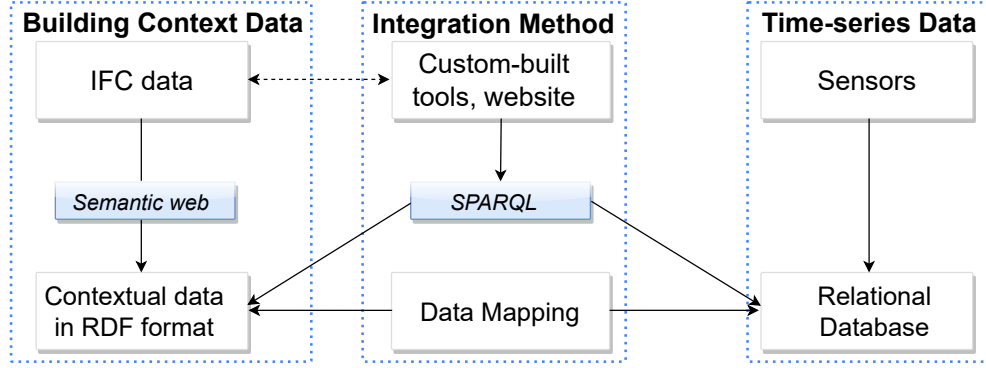 Building Context Data
Integration Method
Time-series Data
IFC data
Custom-built
tools, website
Sensors
Semantic web
SPARQL
Contextual data
in RDF format
Data Mapping
Relational
Database